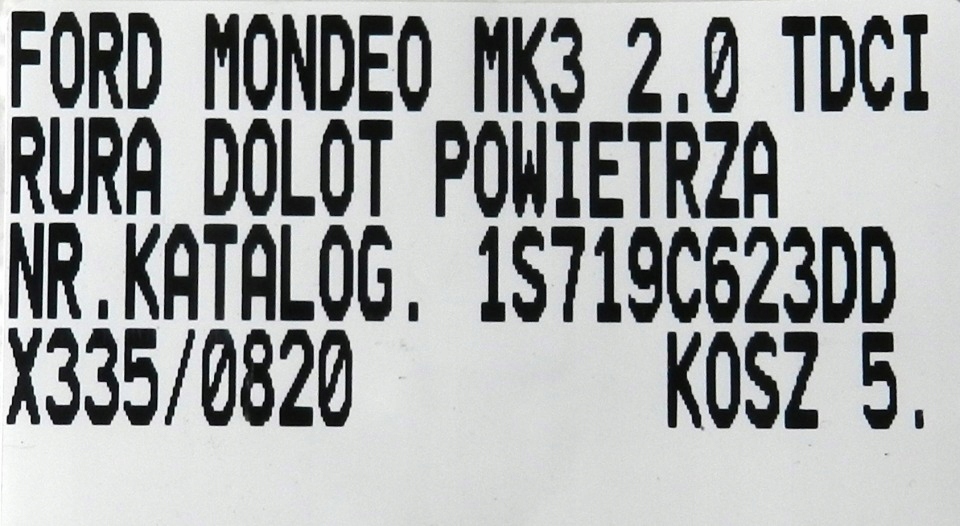 FORD MONDEO MK3 2.0 TDCI
RURA DOLOT POWIETRZA
NR.KATALOG. 1S719C623DD
X335/0820 KOSZ 5.